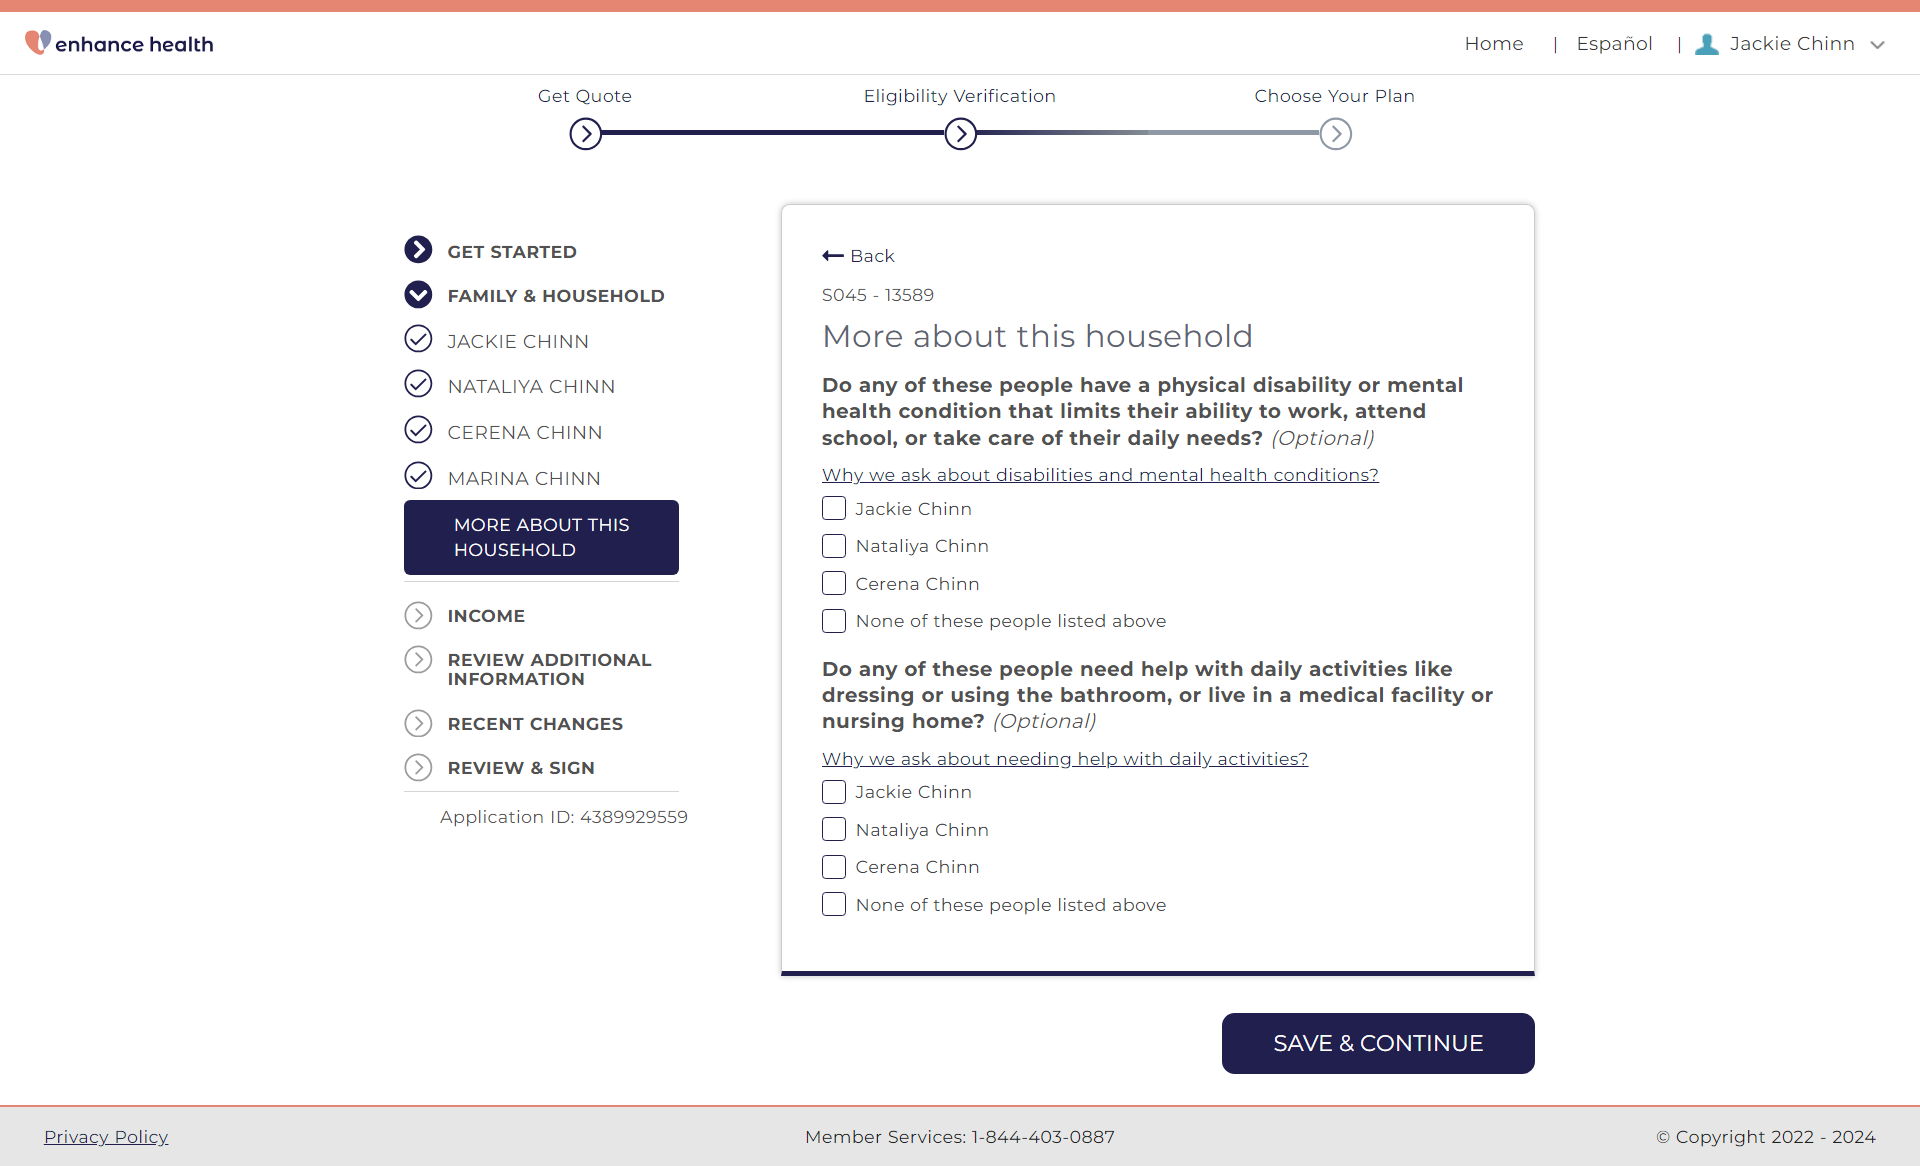 enhance health
Home | Español | Jackie Chinn
Get Quote
Eligibility Verification
Choose Your Plan
GET STARTED
FAMILY & HOUSEHOLD
JACKIE CHINN
NATALIYA CHINN
CERENA CHINN
MARINA CHINN
MORE ABOUT THIS
HOUSEHOLD
INCOME
REVIEW ADDITIONAL
INFORMATION
RECENT CHANGES
REVIEW & SIGN
Application ID: 4389929559
Back
S045 - 13589
More about this household
Do any of these people have a physical disability or mental
health condition that limits their ability to work, attend
school, or take care of their daily needs? (Optional)
Why we ask about disabilities and mental health conditions?
Jackie Chinn
Nataliya Chinn
Cerena Chinn
None of these people listed above
Do any of these people need help with daily activities like
dressing or using the bathroom, or live in a medical facility or
nursing home? (Optional)
Why we ask about needing help with daily activities?
Jackie Chinn
Nataliya Chinn
Cerena Chinn
None of these people listed above
SAVE & CONTINUE
Privacy Policy
Member Services: 1-844-403-0887
© Copyright 2022 - 2024